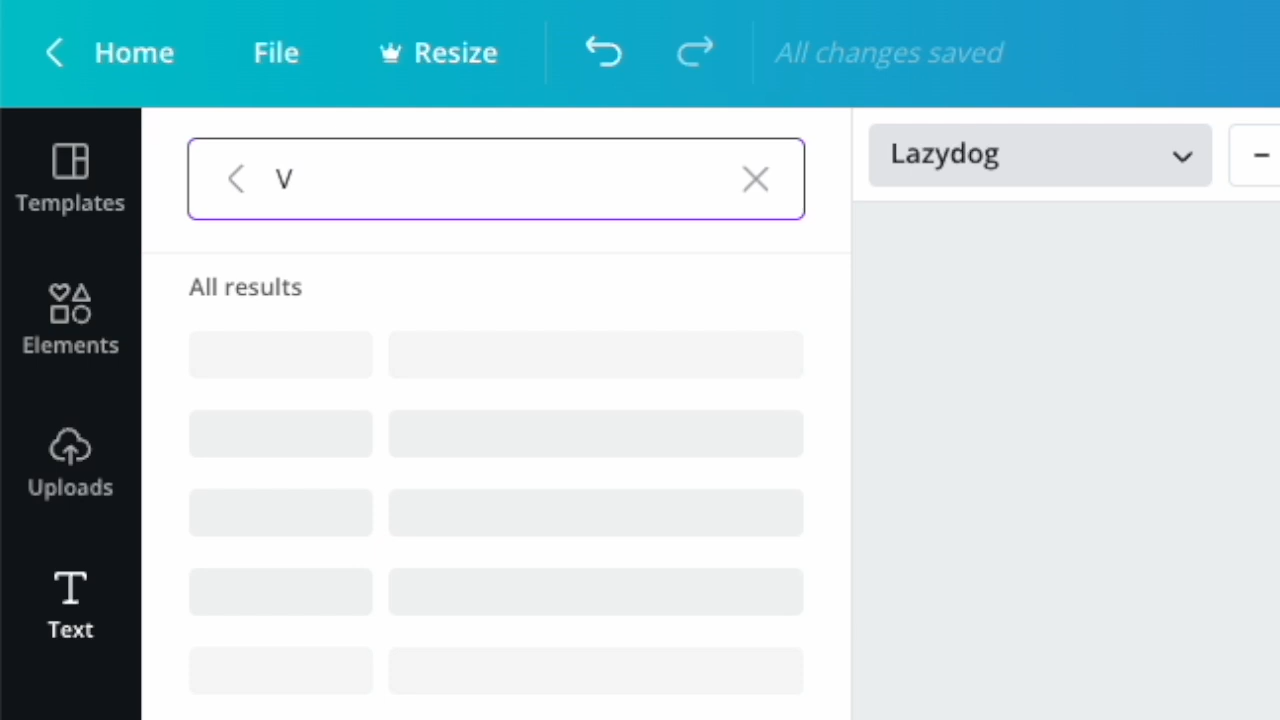 Home File Resize All changes saved
V
Lazydog
Templates
All results
Elements
Uploads
Text